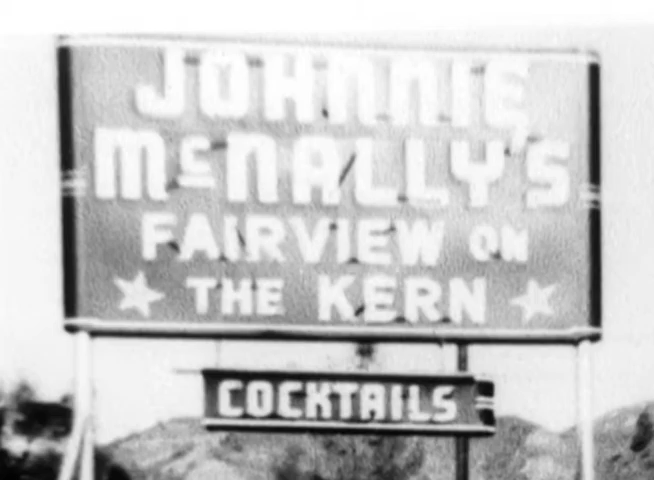 JOHNNIE
McNALLY'S
FAIRVIEW ON
THE KERN
COCKTAILS